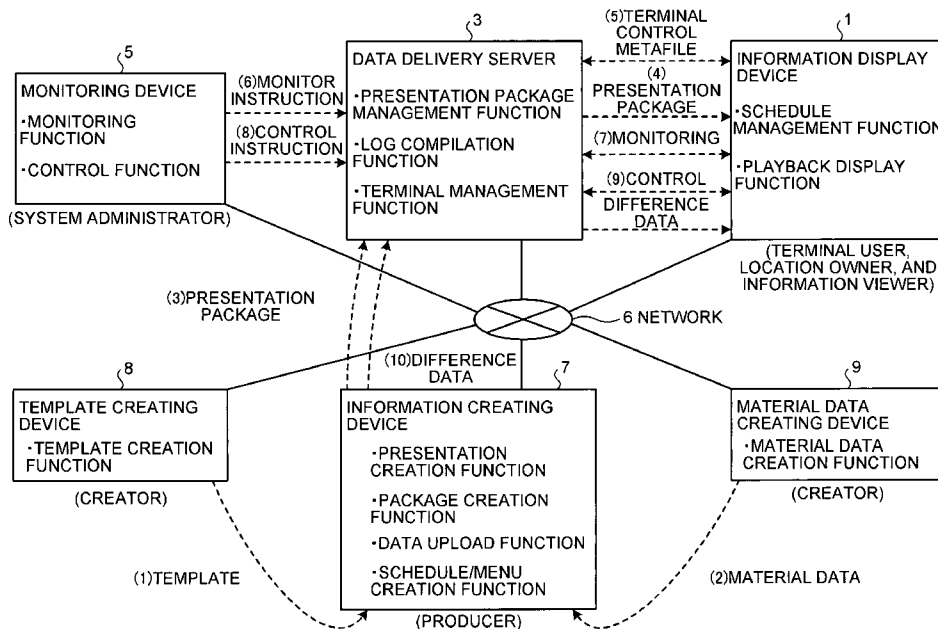 5
MONITORING DEVICE
・MONITORING
FUNCTION
・CONTROL FUNCTION
(SYSTEM ADMINISTRATOR)
(6)MONITOR
INSTRUCTION
(8)CONTROL
INSTRUCTION
3
DATA DELIVERY SERVER
・PRESENTATION PACKAGE
MANAGEMENT FUNCTION
・LOG COMPILATION
FUNCTION
・TERMINAL MANAGEMENT
FUNCTION
(5)TERMINAL
CONTROL
METAFILE
(4)
PRESENTATION
PACKAGE
(7)MONITORING
(9)CONTROL
DIFFERENCE
DATA
1
INFORMATION DISPLAY
DEVICE
・SCHEDULE
MANAGEMENT FUNCTION
・PLAYBACK DISPLAY
FUNCTION
(TERMINAL USER,
LOCATION OWNER, AND
INFORMATION VIEWER)
(3)PRESENTATION
PACKAGE
6 NETWORK
(10)DIFFERENCE
DATA
8
TEMPLATE CREATING
DEVICE
・TEMPLATE CREATION
FUNCTION
(CREATOR)
7
INFORMATION CREATING
DEVICE
・PRESENTATION
CREATION FUNCTION
・PACKAGE CREATION
FUNCTION
・DATA UPLOAD FUNCTION
・SCHEDULE/MENU
CREATION FUNCTION
(PRODUCER)
9
MATERIAL DATA
CREATING DEVICE
・MATERIAL DATA
CREATION FUNCTION
(CREATOR)
(1)TEMPLATE
(2)MATERIAL DATA